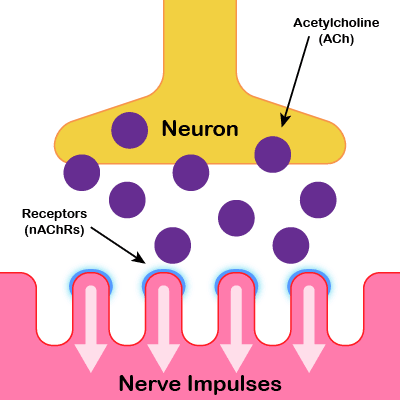 Acetylcholine
(ACh)
Neuron
Receptors
(nAChRs)
Nerve Impulses